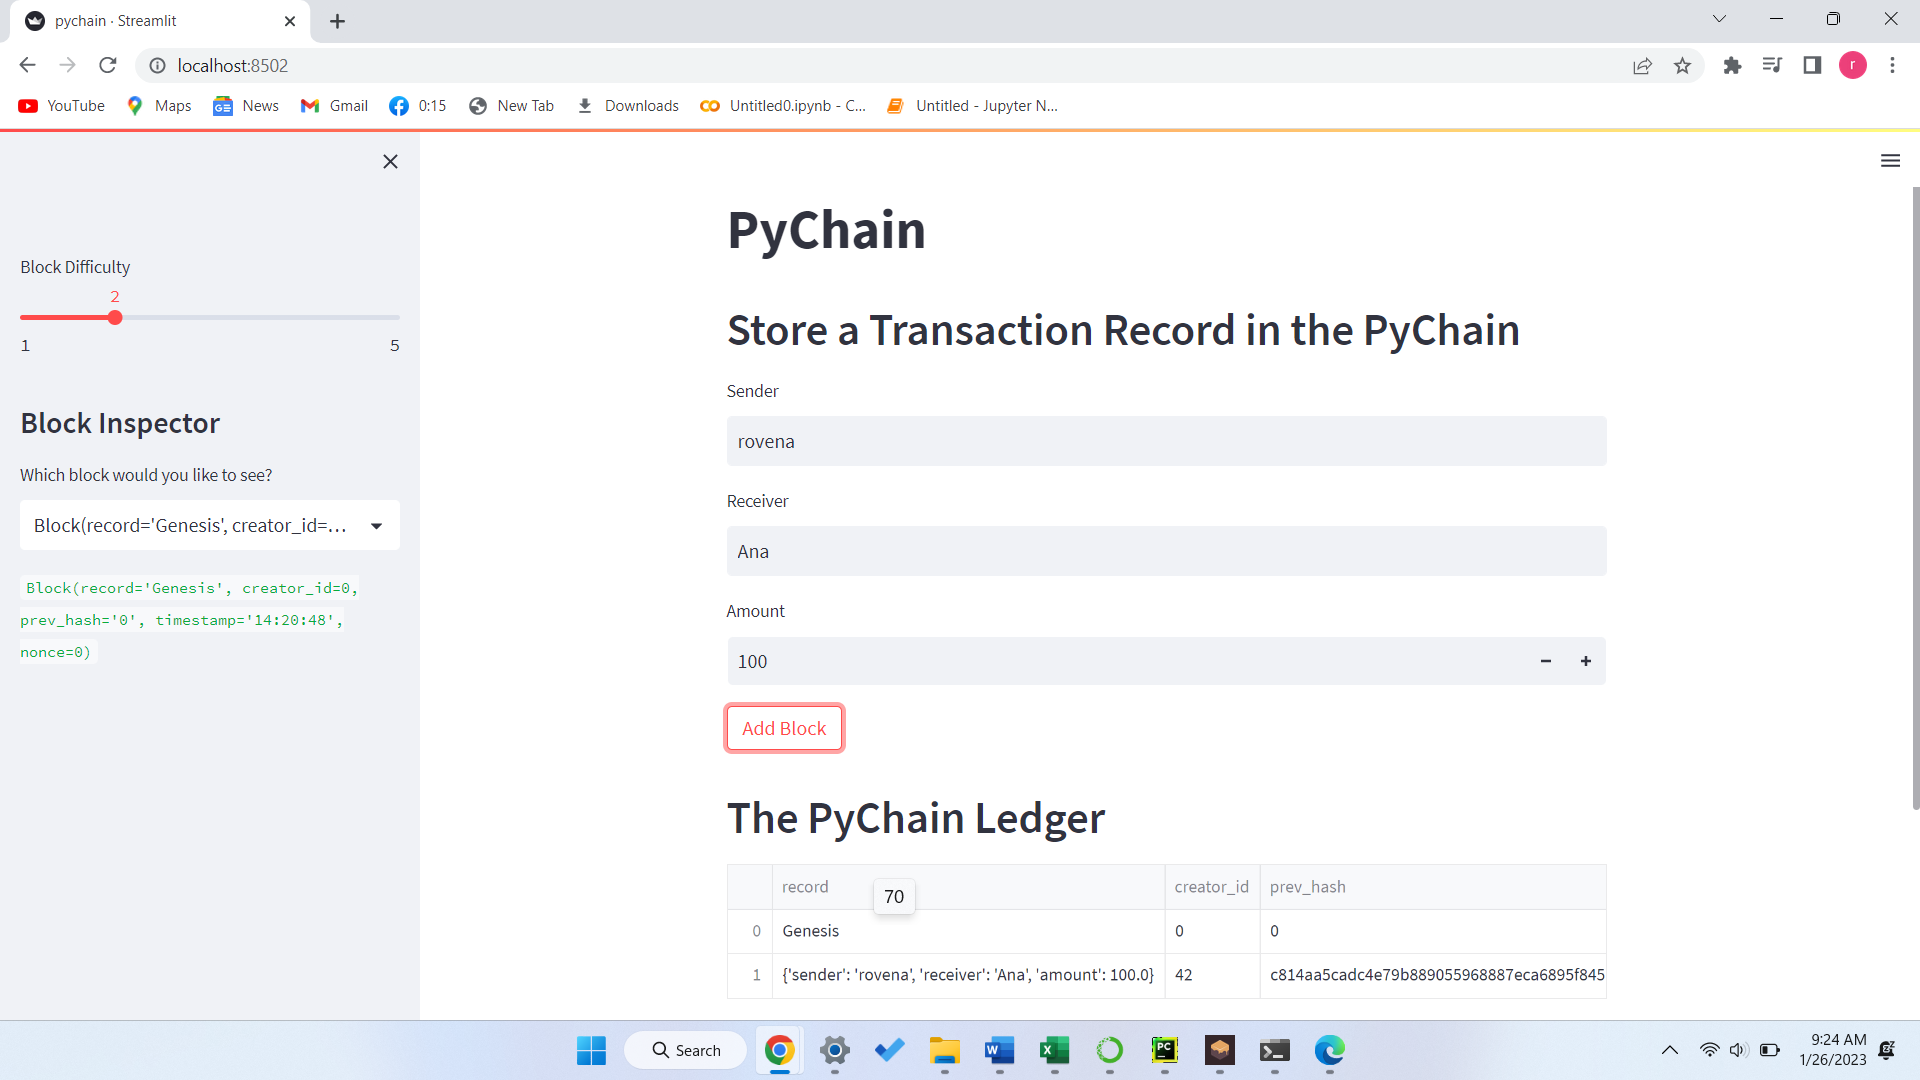 pychain · Streamlit
localhost:8502
r
YouTube Maps News Gmail 0:15 New Tab Downloads Untitled0.ipynb - C... Untitled - Jupyter N...
Block Difficulty
2
1 5
Block Inspector
Which block would you like to see?
Block(record='Genesis', creator_id=...
Block(record='Genesis', creator_id=0,
prev_hash='0', timestamp='14:20:48',
nonce=0)
PyChain
Store a Transaction Record in the PyChain
Sender
rovena
Receiver
Ana
Amount
100
Add Block
The PyChain Ledger
record creator_id prev_hash
70
0 Genesis 0 0
1 {'sender': 'rovena', 'receiver': 'Ana', 'amount': 100.0} 42 c814aa5cadc4e79b889055968887eca6895f845
Search
9:24 AM
1/26/2023